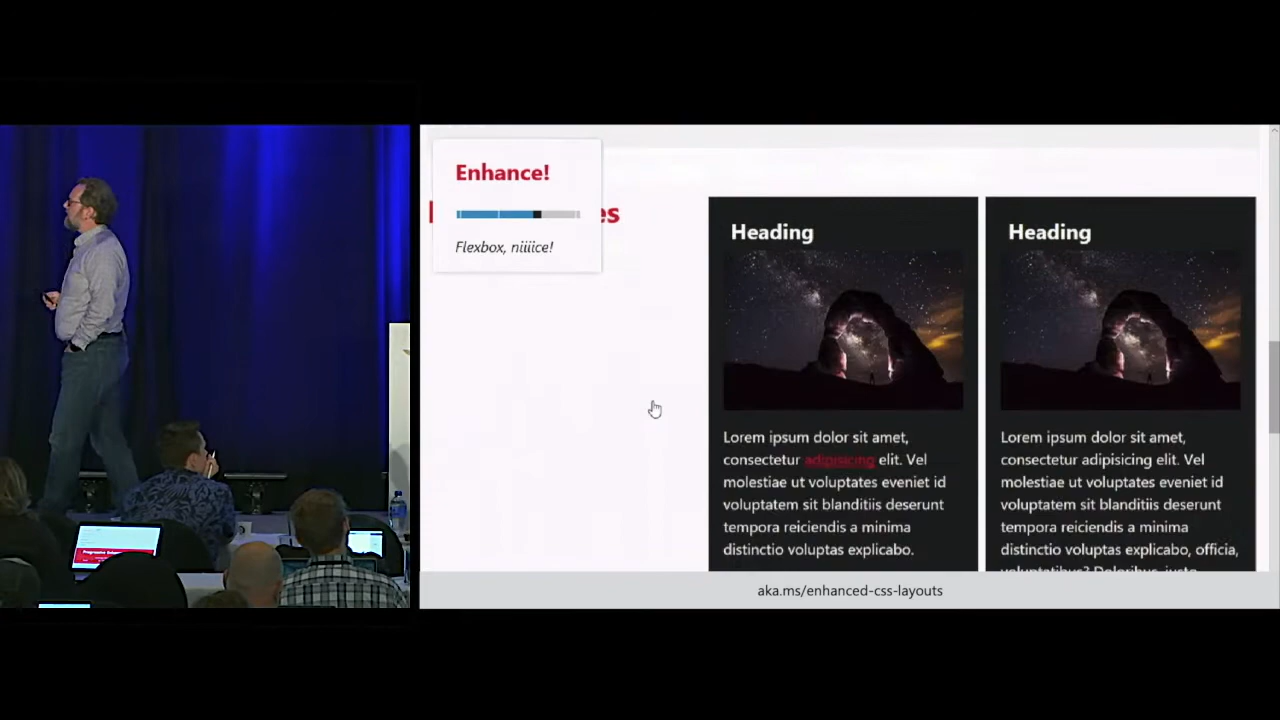 Enhance!
es
Flexbox, niiiice!
Heading
Lorem ipsum dolor sit amet,
consectetur adipisicing elit. Vel
molestiae ut voluptates eveniet id
voluptatem sit blanditiis deserunt
tempora reiciendis a minima
distinctio voluptas explicabo.
Heading
Lorem ipsum dolor sit amet,
consectetur adipisicing elit. Vel
molestiae ut voluptates eveniet id
voluptatem sit blanditiis deserunt
tempora reiciendis a minima
distinctio voluptas explicabo, officia,
aka.ms/enhanced-css-layouts